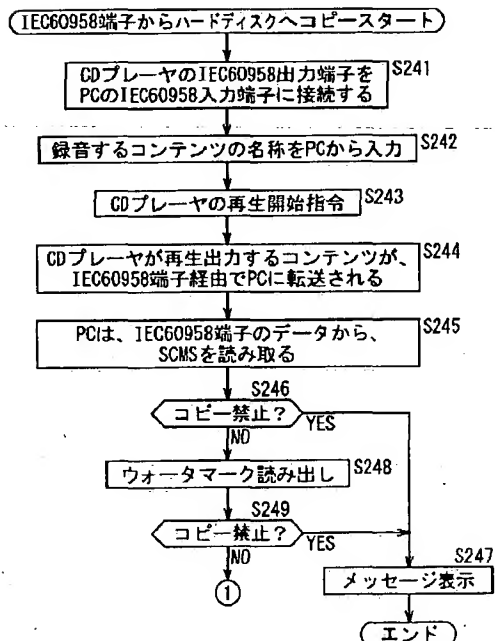 IEC60958端子からハードディスクへコピースタート
CDプレーヤのIEC60958出力端子を
PCのIEC60958入力端子に接続する
S241
録音するコンテンツの名称をPCから入力
S242
CDプレーヤの再生開始指令
S243
CDプレーヤが再生出力するコンテンツが、
IEC60958端子経由でPCに転送される
S244
PCは、IEC60958端子のデータから、
SCMSを読み取る
S245
S246
コピー禁止?
YES
NO
ウォータマーク読み出し
S248
S249
コピー禁止?
YES
NO
1
S247
メッセージ表示
エンド